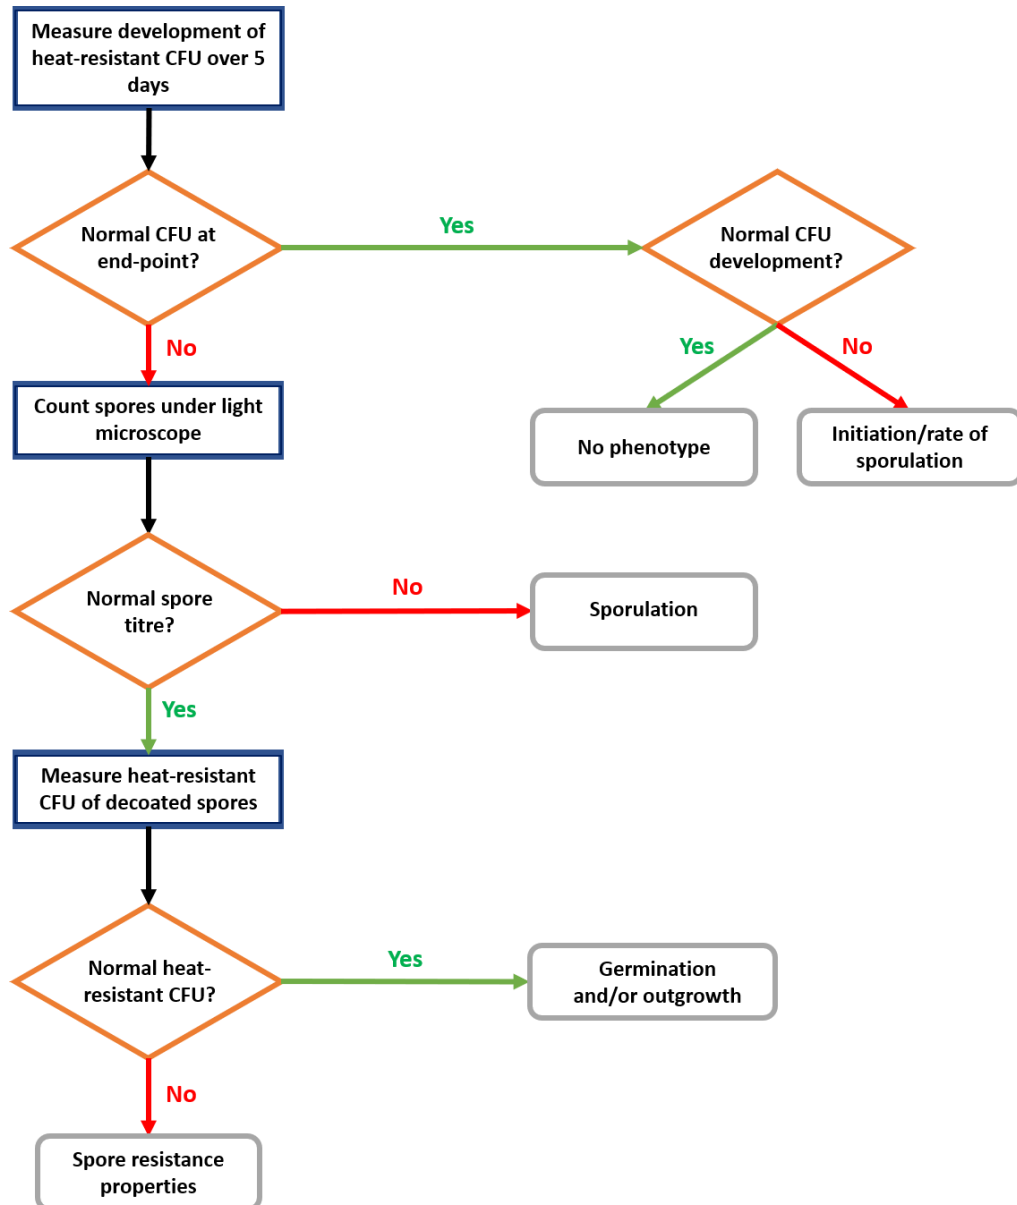 Measure development of
heat-resistant CFU over 5
days
Normal CFU at
end-point?
Yes
Normal CFU
development?
No
Yes
No
Count spores under light
microscope
No phenotype
Initiation/rate of
sporulation
Normal spore
titre?
No
Sporulation
Yes
Measure heat-resistant
CFU of decoated spores
Normal heat-
resistant CFU?
Yes
Germination
and/or outgrowth
No
Spore resistance
properties